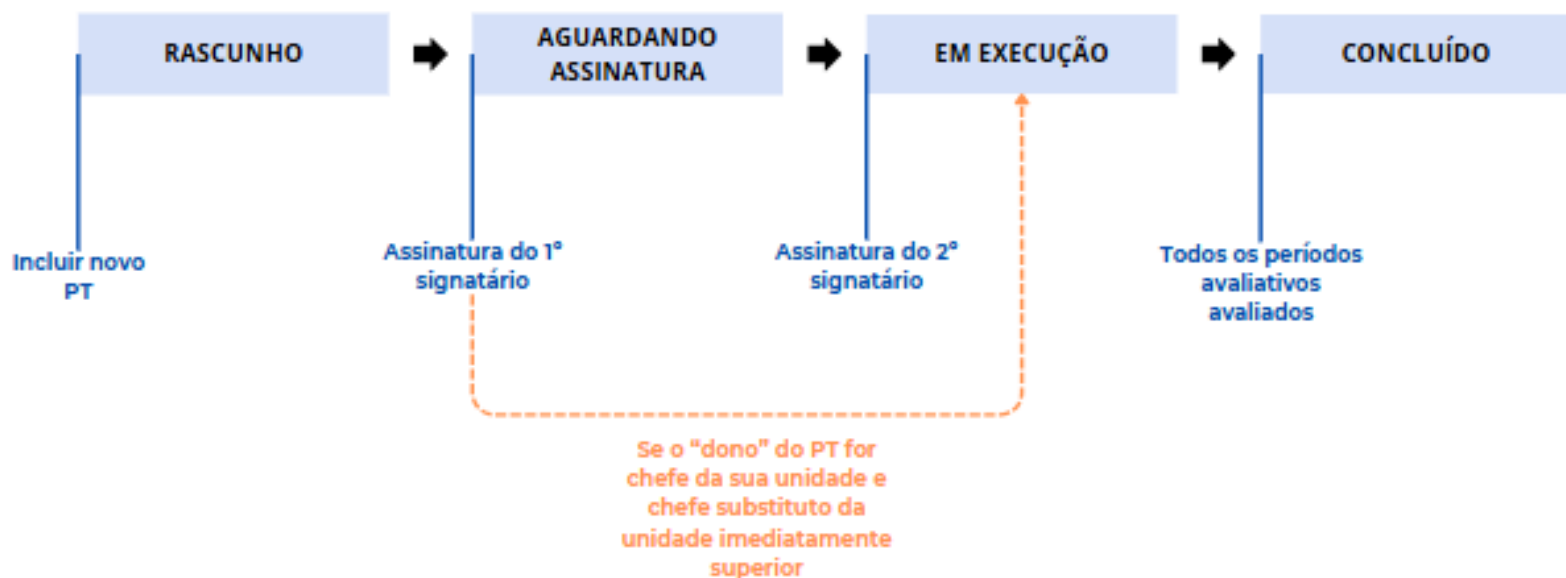 RASCUNHO
AGUARDANDO
ASSINATURA
EM EXECUÇÃO
CONCLUÍDO
Incluir novo
PT
Assinatura do 1º
signatário
Assinatura do 2º
signatário
Todos os períodos
avaliativos
avaliados
Se o “dono” do PT for
chefe da sua unidade e
chefe substituto da
unidade imediatamente
superior